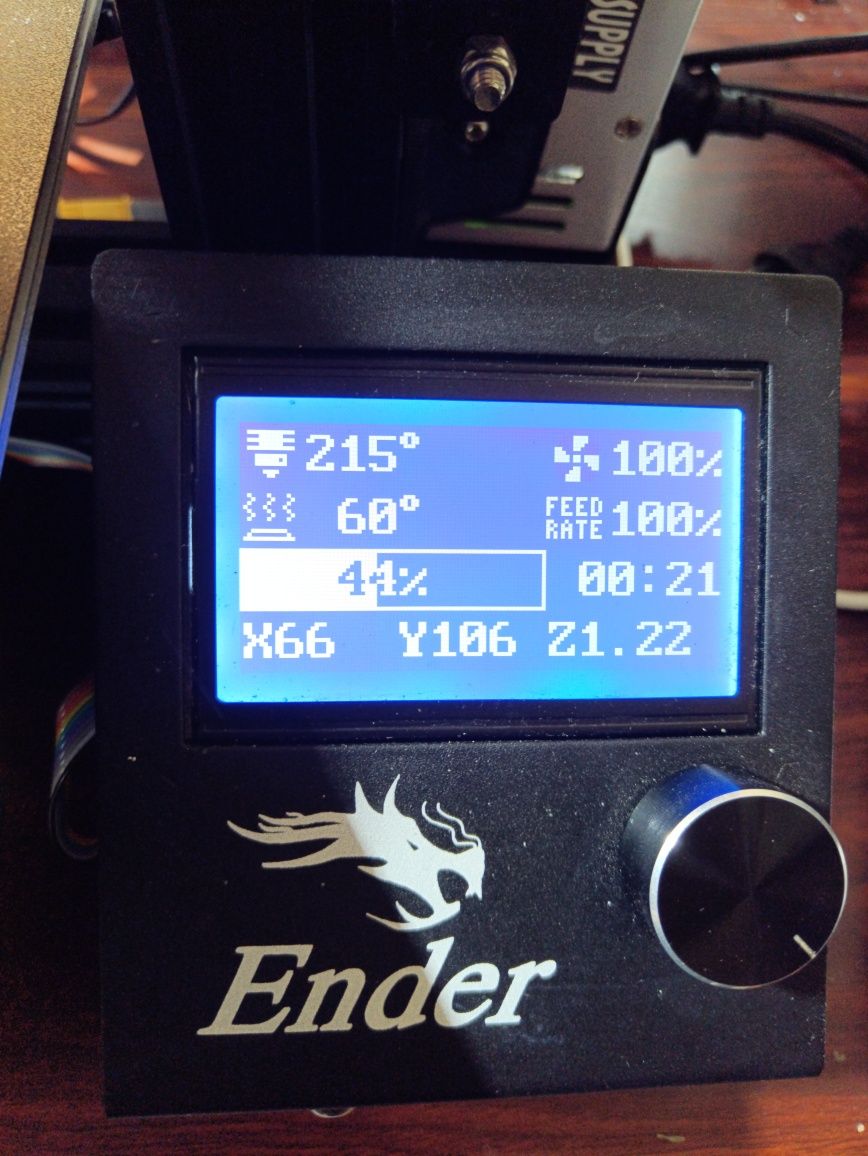 SUPPLY
215° 100%
60° FEED RATE 100%
44% 00:21
X66 Y106 Z1.22
Ender